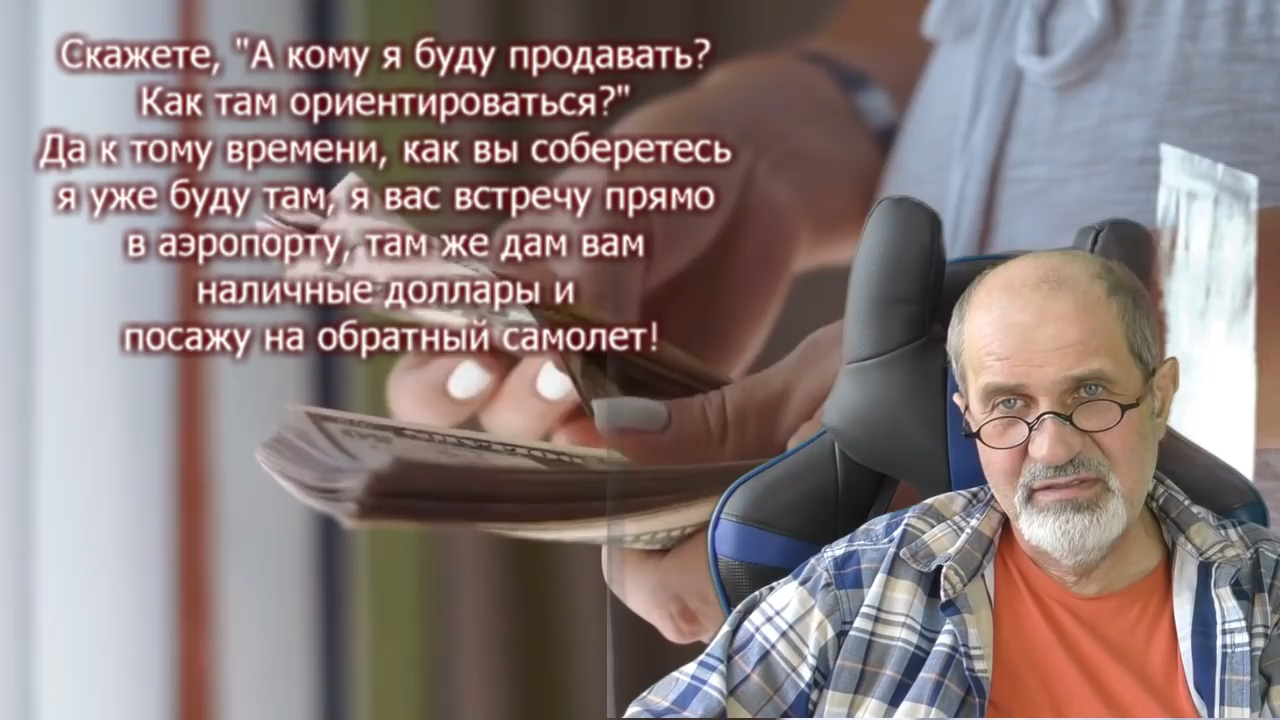 Скажете, "А кому я буду продавать?
Как там ориентироваться?"
Да к тому времени, как вы соберетесь
я уже буду там, я вас встречу прямо
в аэропорту, там же дам вам
наличные доллары и
посажу на обратный самолет!